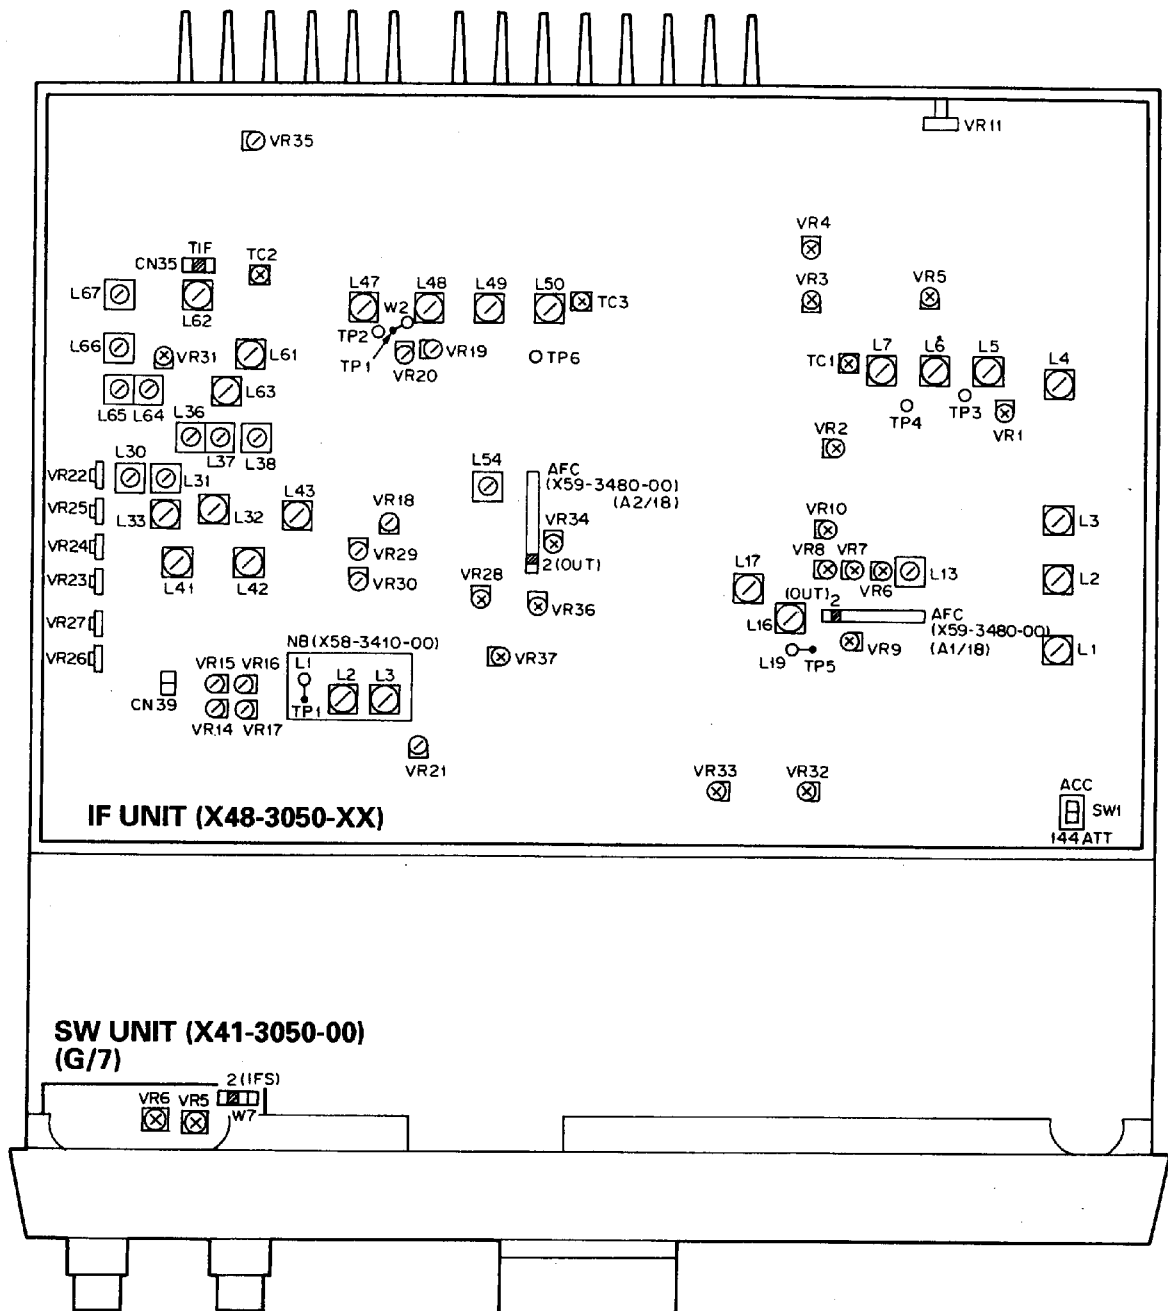 VR35
VR11
VR4
TIF
CN35
TC2
VR3
VR5
L67
L62
L47
W2
L48
L49
L50
TC3
TP2
TP1
VR19
VR20
TP6
L66
VR31
L61
L63
L65
L64
TC1
L7
L6
L5
L4
TP4
TP3
VR1
L36
L37
L38
VR2
L30
L31
VR22
VR25
L33
L32
L43
L54
AFC
(X59-3480-00)
(A2/18)
VR18
VR34
VR10
L3
VR24
VR29
2(OUT)
VR8
VR7
L17
VR23
L41
L42
VR30
VR28
VR36
(OUT)
2
VR6
L13
L2
VR27
L16
AFC
(X59-3480-00)
(A1/18)
NB(X58-3410-00)
VR26
VR15
VR16
L1
L2
L3
VR37
L19
TP5
VR9
L1
CN39
TP1
VR14
VR17
VR21
VR33
VR32
ACC
SW1
144ATT
IF UNIT (X48-3050-XX)
SW UNIT (X41-3050-00)
(G/7)
2(IFS)
VR6
VR5
W7